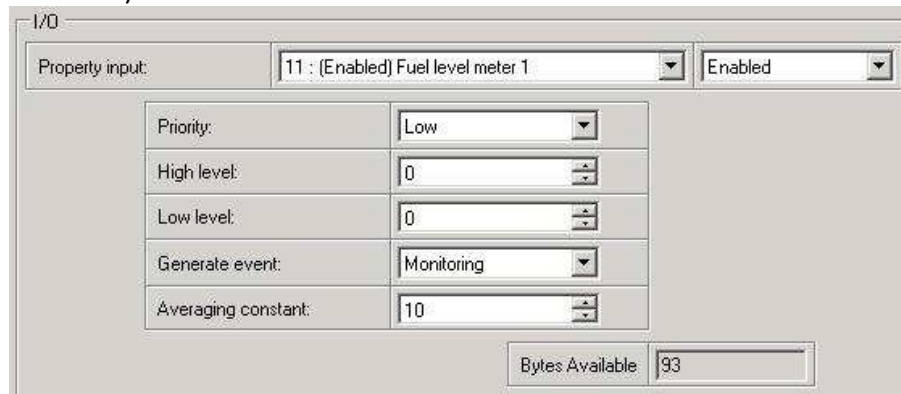 I/O
Property input: 11 : (Enabled) Fuel level meter 1 Enabled
Priority: Low
High level: 0
Low level: 0
Generate event: Monitoring
Averaging constant: 10
Bytes Available 93